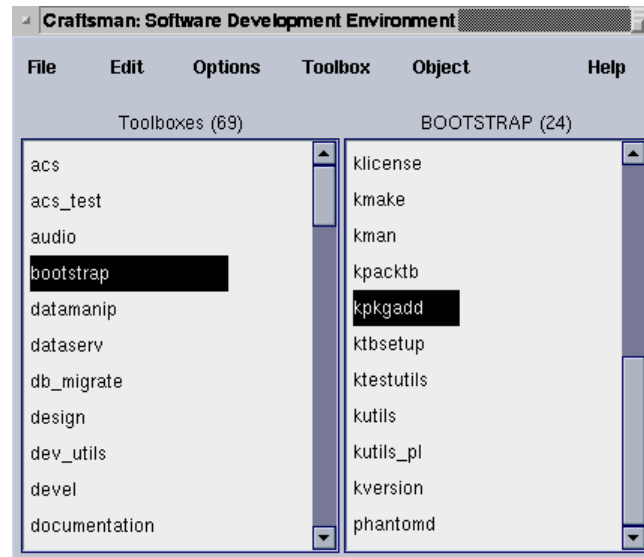 Craftsman: Software Development Environment
File Edit Options Toolbox Object Help
Toolboxes (69)
acs
acs_test
audio
bootstrap
datamanip
dataserv
db_migrate
design
dev_utils
devel
documentation
BOOTSTRAP (24)
klicense
kmake
kman
kpacktb
kpkgadd
ktbsetup
ktestutils
kutils
kutils_pl
kversion
phantomd